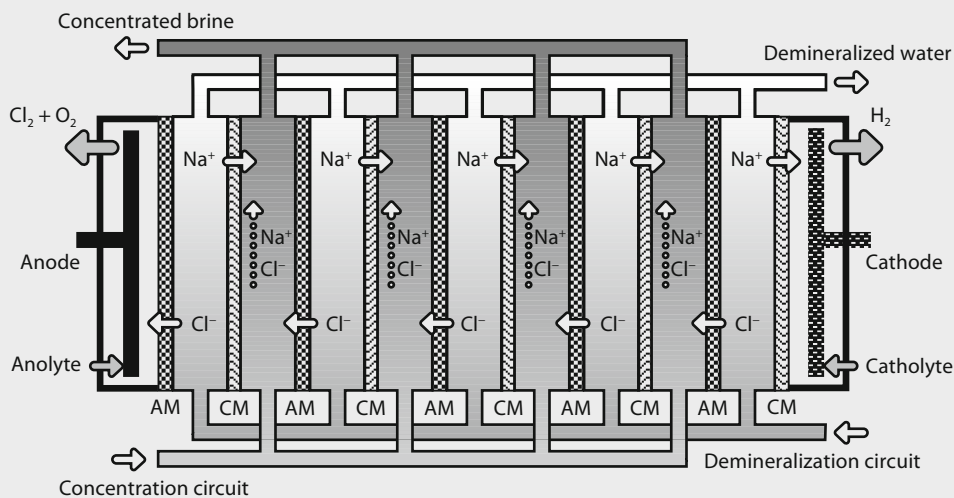 Concentrated brine
Demineralized water
Cl₂ + O₂
H₂
Na⁺ Na⁺ Na⁺ Na⁺ Na⁺
Na⁺ Na⁺ Na⁺ Na⁺
Anode
Cl⁻ Cl⁻ Cl⁻ Cl⁻
Cathode
Cl⁻ Cl⁻ Cl⁻ Cl⁻ Cl⁻
Anolyte
Catholyte
AM CM AM CM AM CM AM CM AM CM
Demineralization circuit
Concentration circuit